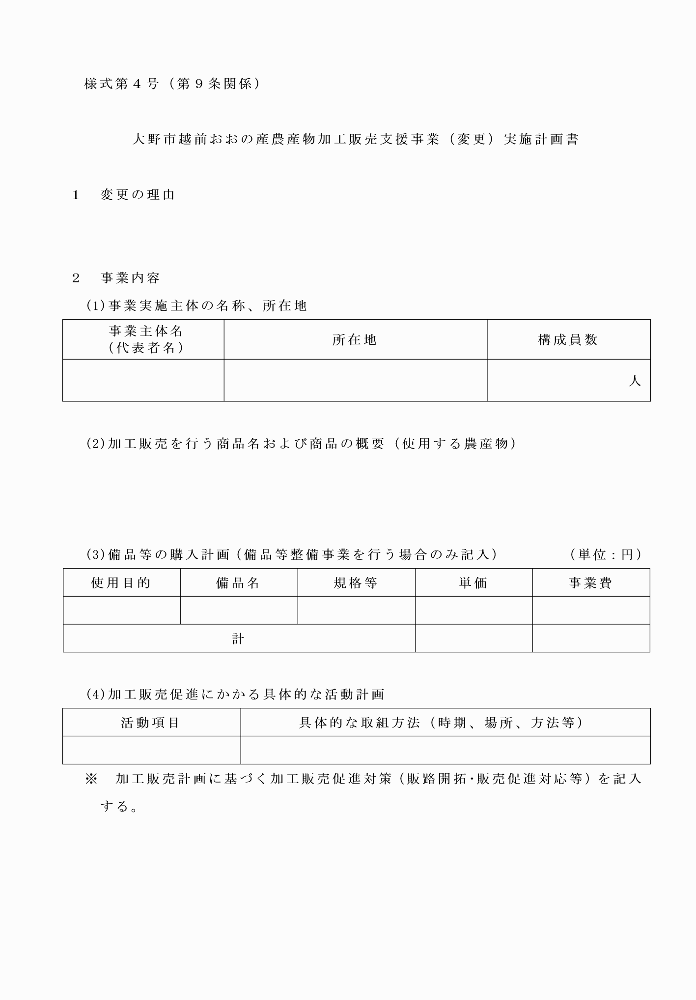 様式第４号（第９条関係）
大野市越前おおの産農産物加工販売支援事業（変更）実施計画書
１　変更の理由
２　事業内容
(1)事業実施主体の名称、所在地
事業主体名
（代表者名）
所在地
構成員数
人
(2)加工販売を行う商品名および商品の概要（使用する農産物）
(3)備品等の購入計画（備品等整備事業を行う場合のみ記入）　　　　（単位：円）
使用目的　備品名　規格等　単価　事業費
計
(4)加工販売促進にかかる具体的な活動計画
活動項目　具体的な取組方法（時期、場所、方法等）
※　加工販売計画に基づく加工販売促進対策（販路開拓･販売促進対応等）を記入
する。